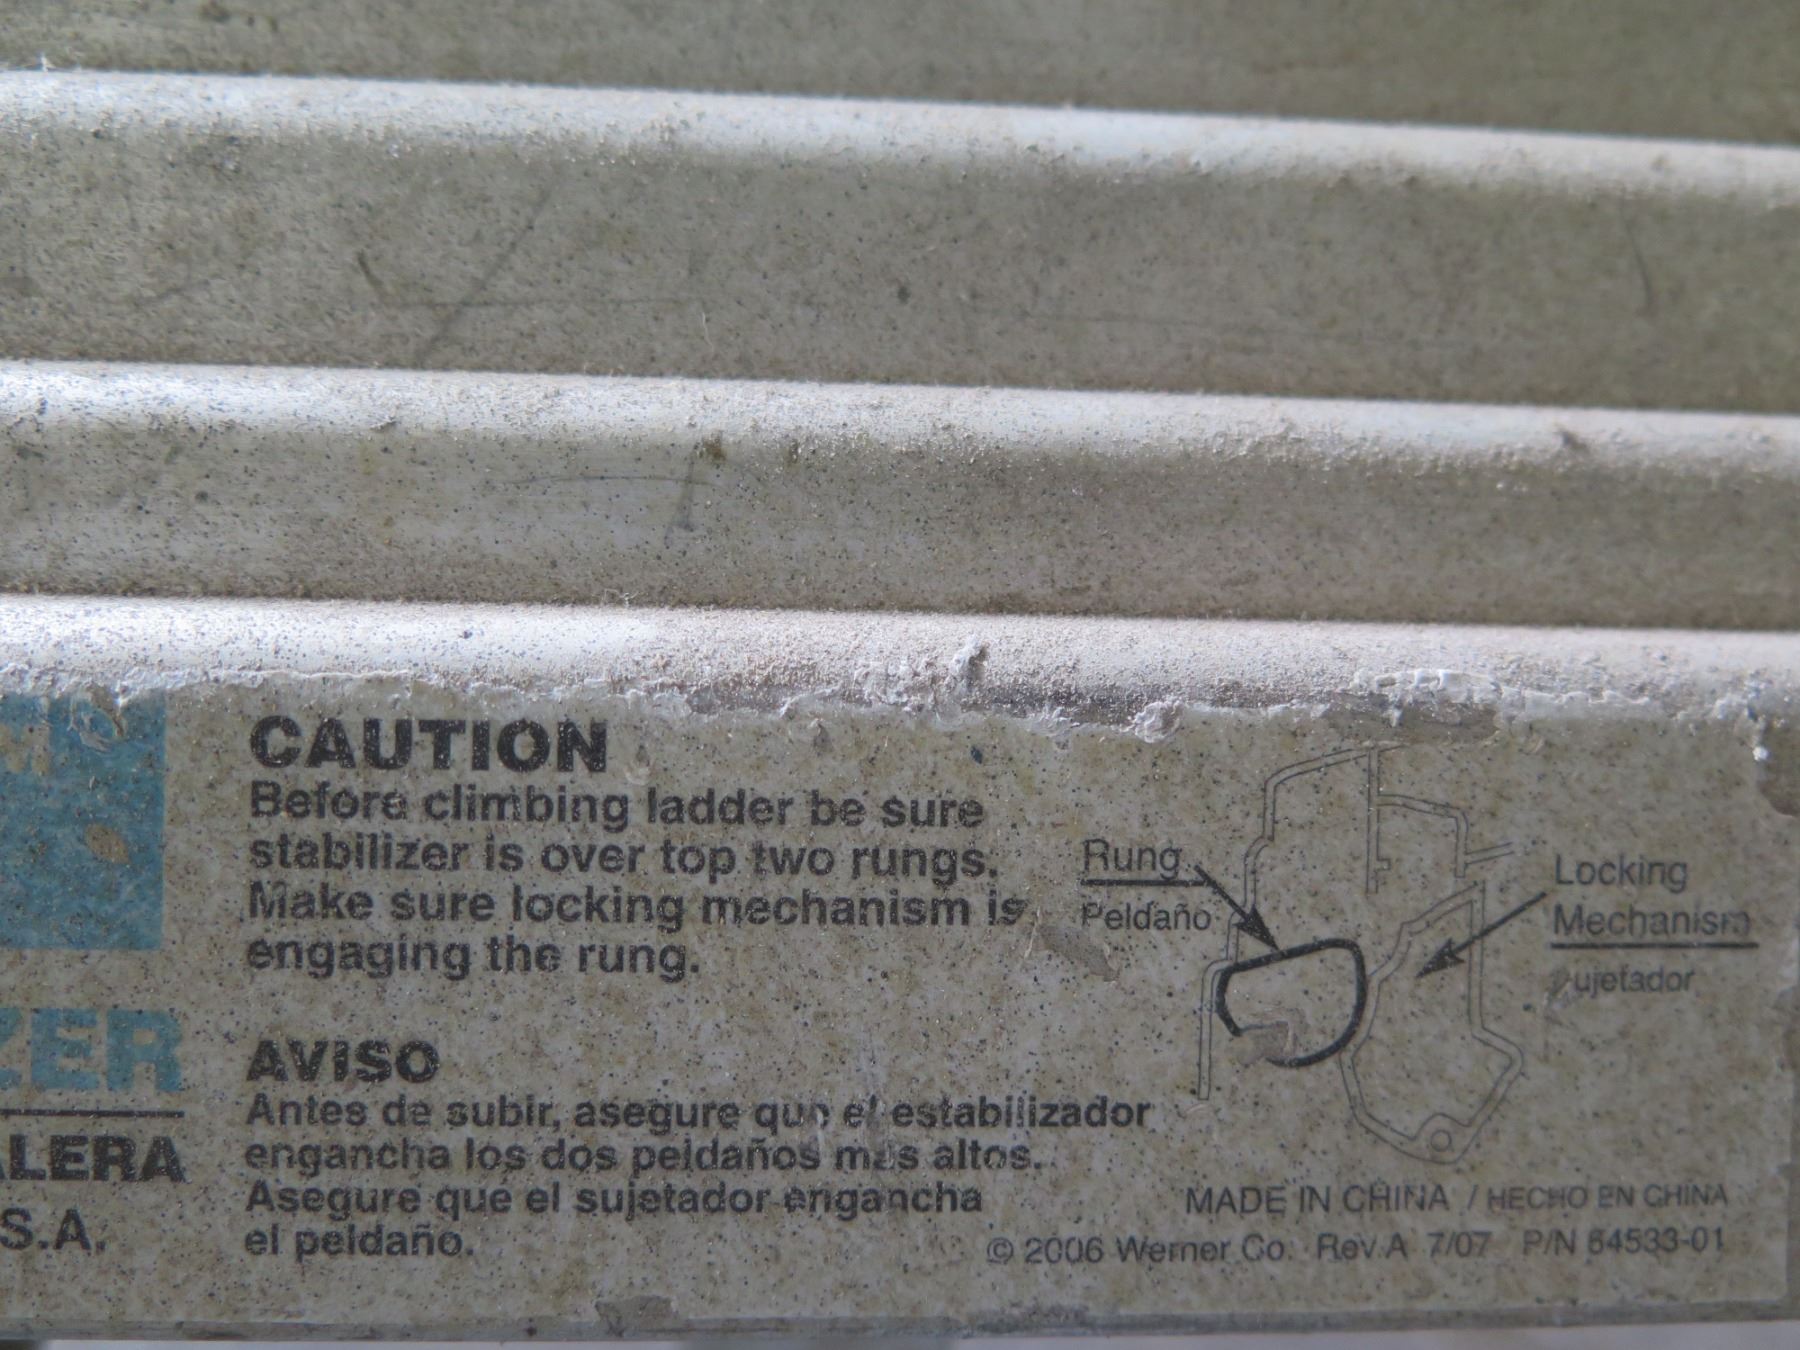 CAUTION
Before climbing ladder be sure
stabilizer is over top two rungs.
Make sure locking mechanism is
engaging the rung.
Rung
Peldaño
Locking
Mechanism
ujetador
ZER
ALERA
S.A.
AVISO
Antes de subir, asegure que el estabilizador
engancha los dos peldaños más altos.
Asegure que el sujetador engancha
el peldaño.
MADE IN CHINA / HECHO EN CHINA
© 2006 Werner Co. Rev.A 7/07 P/N 64533-01